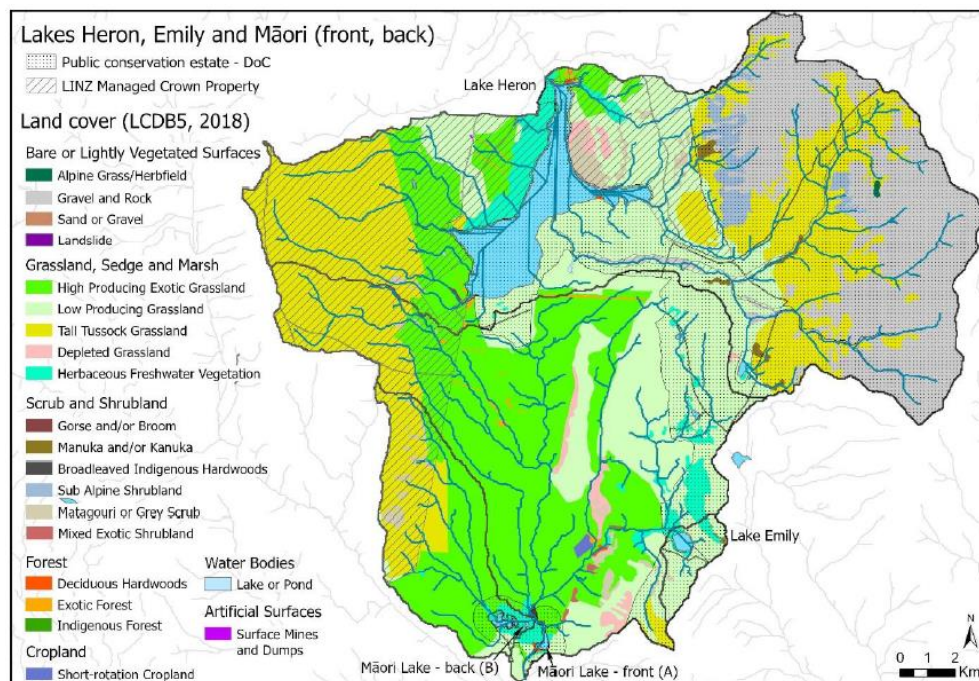 Lakes Heron, Emily and Māori (front, back)
Public conservation estate - DoC
LINZ Managed Crown Property
Land cover (LCDB5, 2018)
Bare or Lightly Vegetated Surfaces
Alpine Grass/Herbfield
Gravel and Rock
Sand or Gravel
Landslide
Grassland, Sedge and Marsh
High Producing Exotic Grassland
Low Producing Grassland
Tall Tussock Grassland
Depleted Grassland
Herbaceous Freshwater Vegetation
Scrub and Shrubland
Gorse and/or Broom
Manuka and/or Kanuka
Broadleaved Indigenous Hardwoods
Sub Alpine Shrubland
Matagouri or Grey Scrub
Mixed Exotic Shrubland
Forest
Deciduous Hardwoods
Exotic Forest
Indigenous Forest
Cropland
Short-rotation Cropland
Water Bodies
Lake or Pond
Artificial Surfaces
Surface Mines
and Dumps
Lake Heron
Lake Emily
Māori Lake - back (B)
Māori Lake - front (A)
N
0 1 2
Km